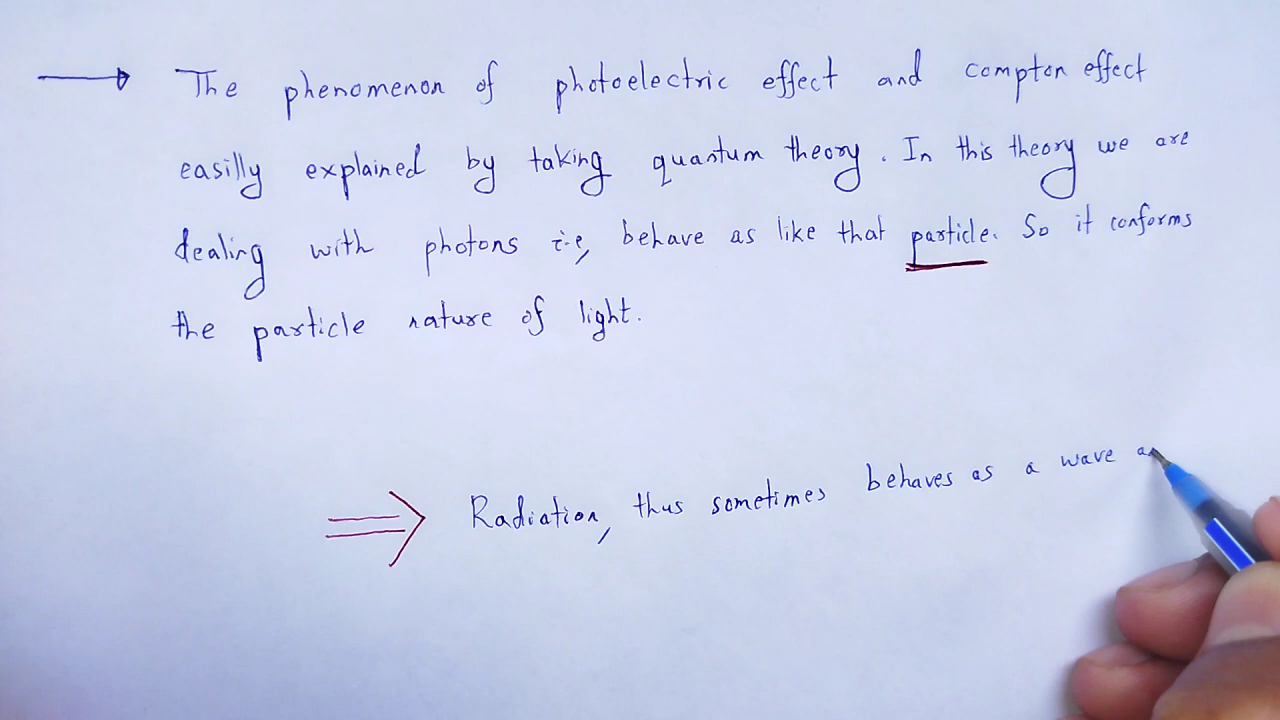 The phenomenon of photoelectric effect and compton effect
easilly explained by taking quantum theory. In this theory we are
dealing with photons i-e, behave as like that particle. So it conforms
the particle nature of light.
Radiation, thus sometimes behaves as a wave a